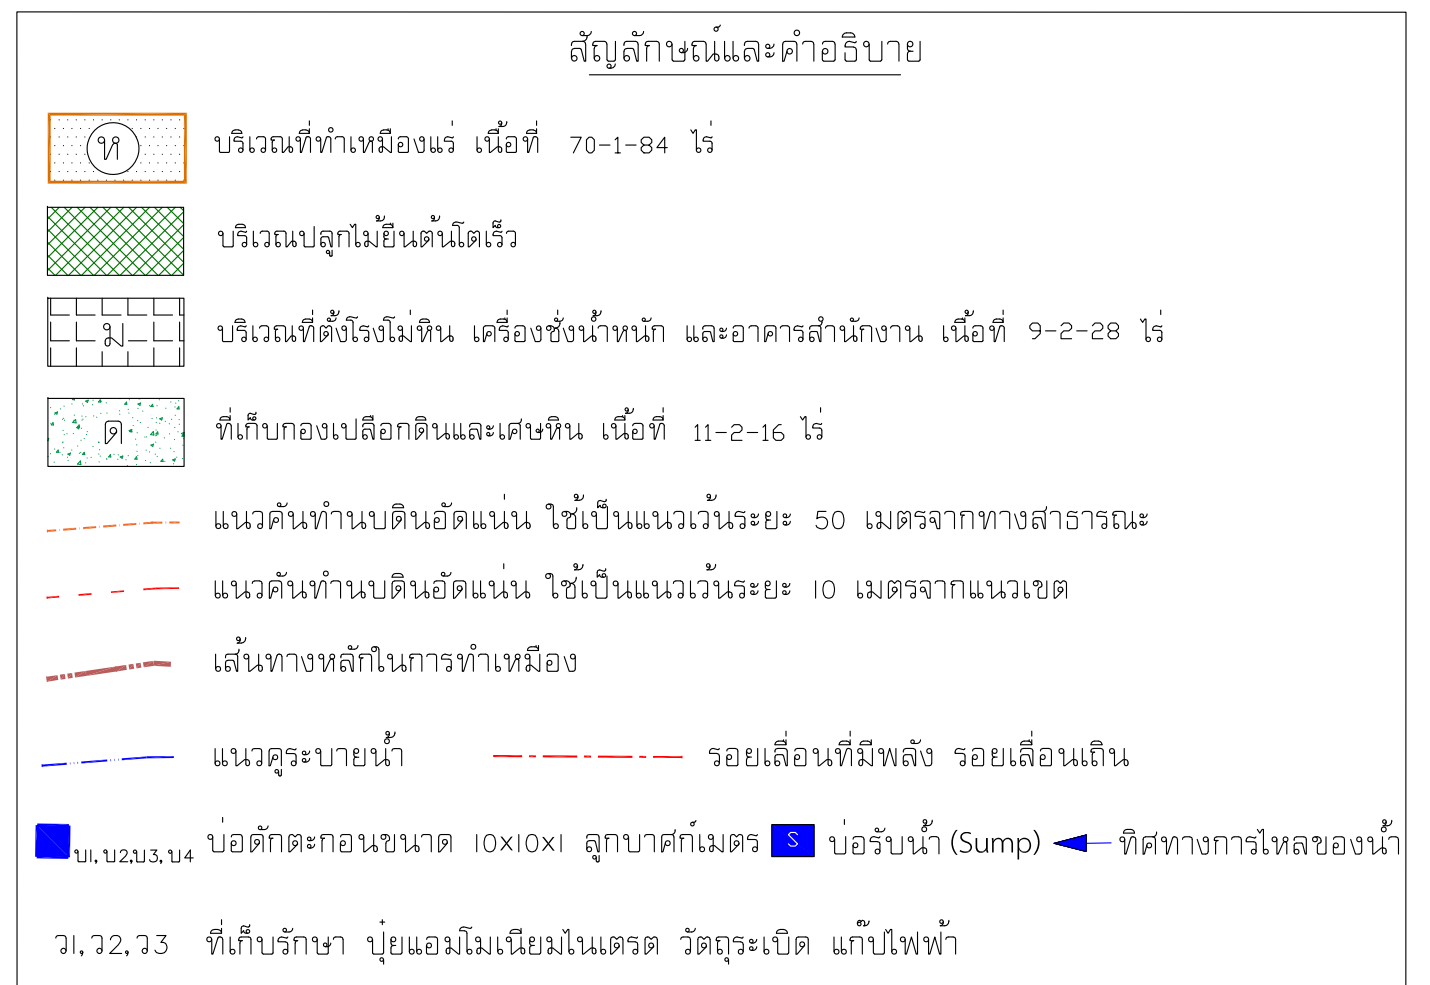 สัญลักษณ์และคำอธิบาย
ห บริเวณที่ทำเหมืองแร่ เนื้อที่ 70-1-84 ไร่
บริเวณปลูกไม้ยืนต้นโตเร็ว
ม บริเวณที่ตั้งโรงโม่หิน เครื่องชั่งน้ำหนัก และอาคารสำนักงาน เนื้อที่ 9-2-28 ไร่
ด ที่เก็บกองเปลือกดินและเศษหิน เนื้อที่ 11-2-16 ไร่
แนวคันทำนบดินอัดแน่น ใช้เป็นแนวเว้นระยะ 50 เมตรจากทางสาธารณะ
แนวคันทำนบดินอัดแน่น ใช้เป็นแนวเว้นระยะ 10 เมตรจากแนวเขต
เส้นทางหลักในการทำเหมือง
แนวคูระบายน้ำ รอยเลื่อนที่มีพลัง รอยเลื่อนเถิน
บ1, บ2,บ3, บ4 บ่อดักตะกอนขนาด 10x10x1 ลูกบาศก์เมตร S บ่อรับน้ำ (Sump) ทิศทางการไหลของน้ำ
ว1, ว2, ว3 ที่เก็บรักษา ปุ๋ยแอมโมเนียมไนเตรต วัตถุระเบิด แก๊ปไฟฟ้า